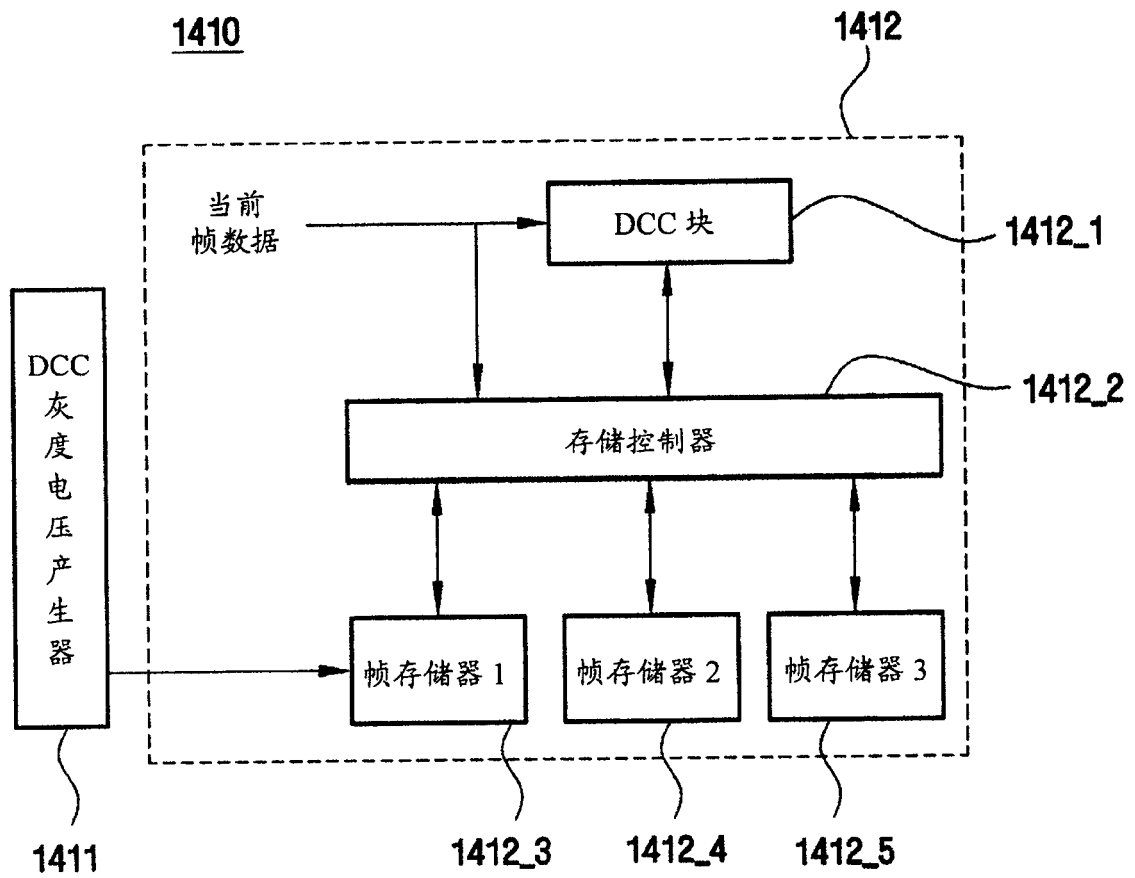 1410
1412
当前
帧数据
DCC 块
1412_1
DCC
灰
度
电
压
产
生
器
1412_2
存储控制器
帧存储器 1
帧存储器 2
帧存储器 3
1411
1412_3
1412_4
1412_5